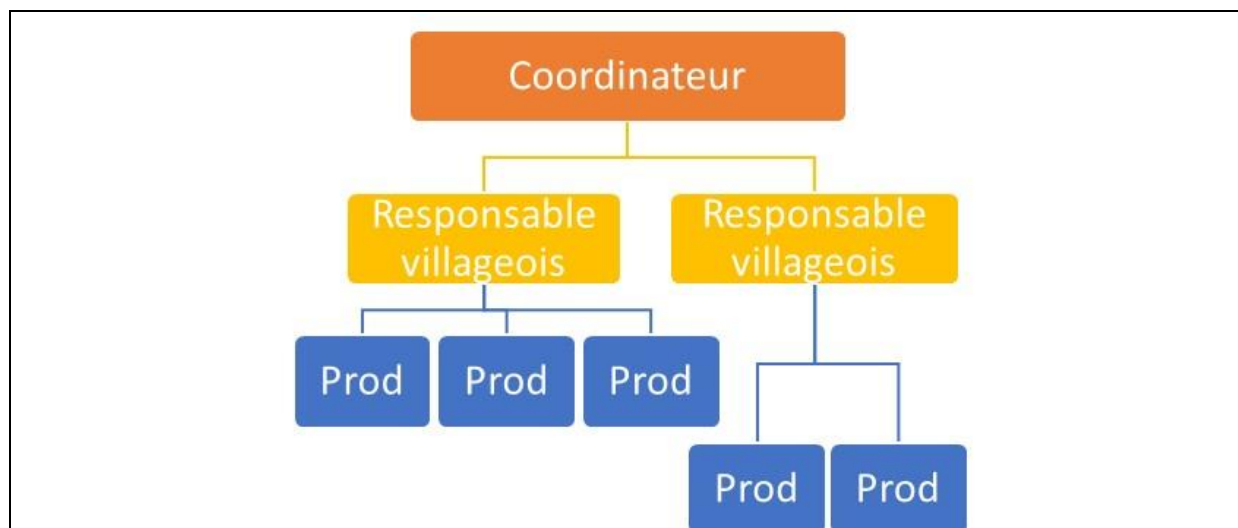 Coordinateur
Responsable
villageois
Responsable
villageois
Prod
Prod
Prod
Prod
Prod